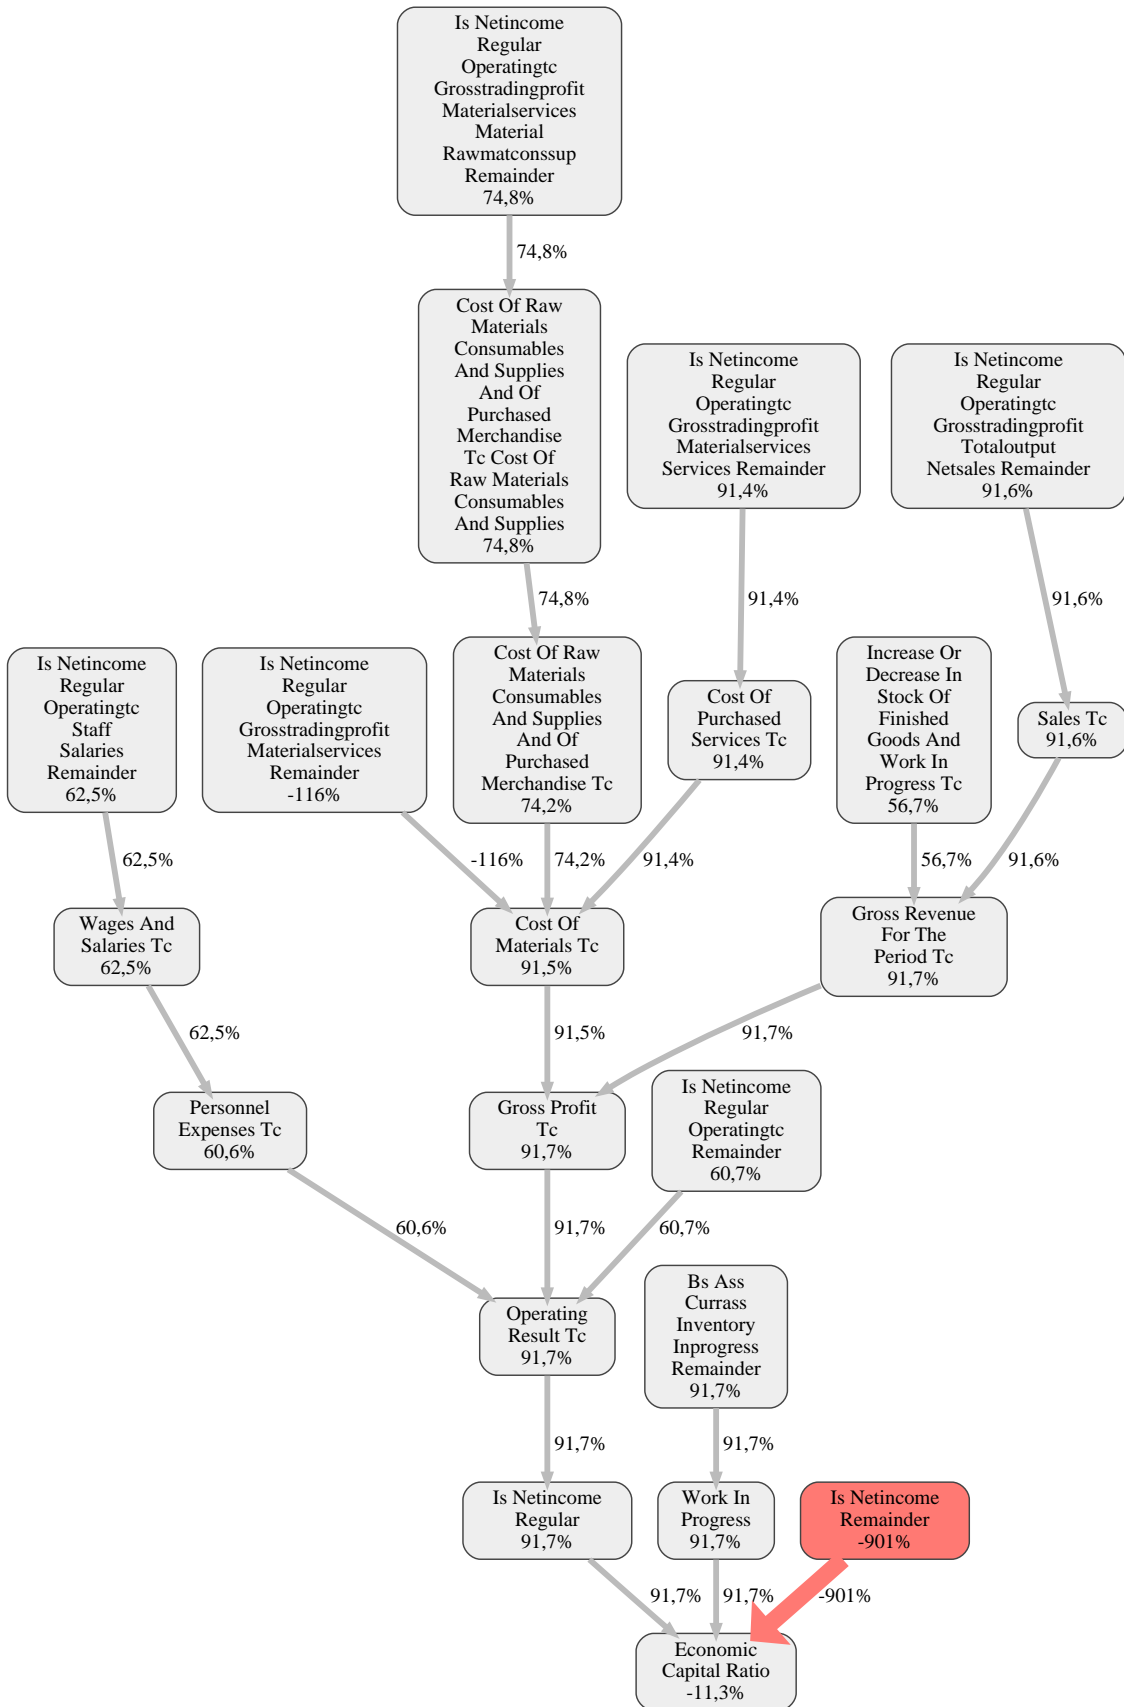 Is Netincome
Regular
Operatingtc
Grosstradingprofit
Materialservices
Material
Rawmatconssup
Remainder
74,8%
74,8%
Cost Of Raw
Materials
Consumables
And Supplies
And Of
Purchased
Merchandise
Tc Cost Of
Raw Materials
Consumables
And Supplies
74,8%
Is Netincome
Regular
Operatingtc
Grosstradingprofit
Materialservices
Services Remainder
91,4%
Is Netincome
Regular
Operatingtc
Grosstradingprofit
Totaloutput
Netsales Remainder
91,6%
74,8%
91,4%
91,6%
Is Netincome
Regular
Operatingtc
Staff
Salaries
Remainder
62,5%
Is Netincome
Regular
Operatingtc
Grosstradingprofit
Materialservices
Remainder
-116%
Cost Of Raw
Materials
Consumables
And Supplies
And Of
Purchased
Merchandise Tc
74,2%
Cost Of
Purchased
Services Tc
91,4%
Increase Or
Decrease In
Stock Of
Finished
Goods And
Work In
Progress Tc
56,7%
Sales Tc
91,6%
62,5%
-116%
74,2%
91,4%
56,7%
91,6%
Wages And
Salaries Tc
62,5%
Cost Of
Materials Tc
91,5%
Gross Revenue
For The
Period Tc
91,7%
62,5%
91,5%
91,7%
Personnel
Expenses Tc
60,6%
Gross Profit
Tc
91,7%
Is Netincome
Regular
Operatingtc
Remainder
60,7%
60,6%
91,7%
60,7%
Operating
Result Tc
91,7%
Bs Ass
Currass
Inventory
Inprogress
Remainder
91,7%
91,7%
91,7%
Is Netincome
Regular
91,7%
Work In
Progress
91,7%
Is Netincome
Remainder
-901%
91,7%
91,7%
-901%
Economic
Capital Ratio
-11,3%